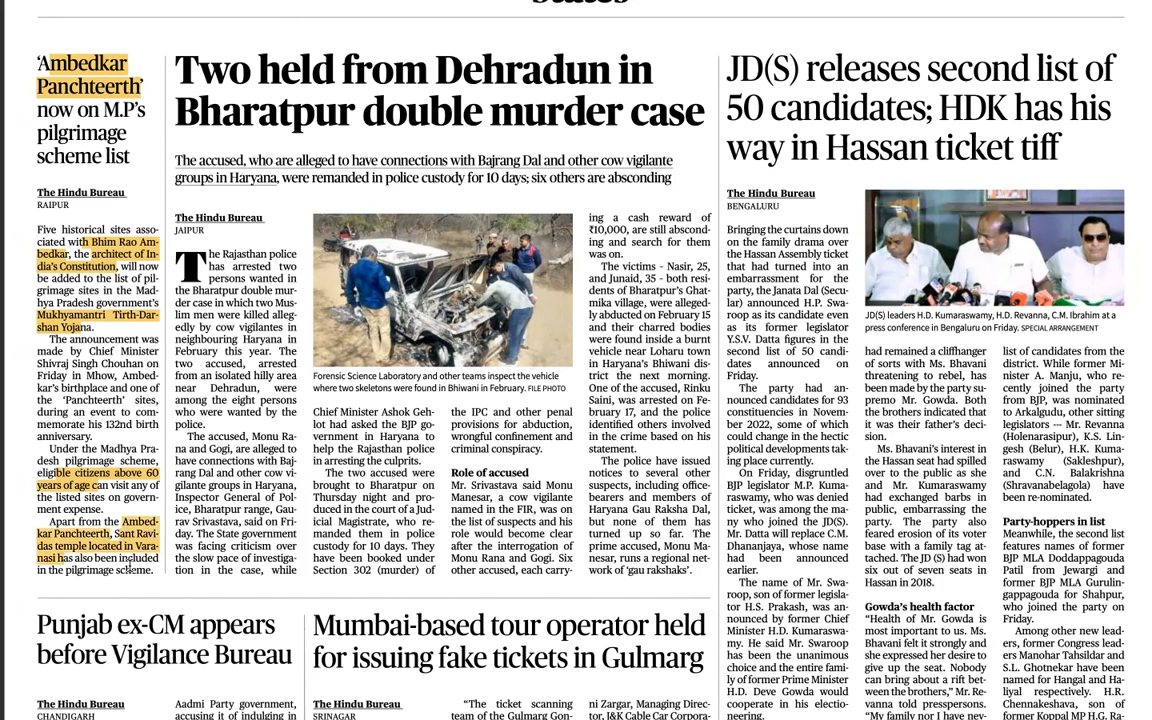 States
'Ambedkar
Panchteerth'
now on M.P's
pilgrimage
scheme list
The Hindu Bureau
RAIPUR
Five historical sites asso-
ciated with Bhim Rao Am-
bedkar, the architect of In-
dia's Constitution, will now
be added to the list of pil-
grimage sites in the Mad-
hya Pradesh government's
Mukhyamantri Tirth-Dar-
shan Yojana.
The announcement was
made by Chief Minister
Shivraj Singh Chouhan on
Friday in Mhow, Ambed-
kar's birthplace and one of
the 'Panchteerth' sites,
during an event to com-
memorate his 132nd birth
anniversary.
Under the Madhya Pra-
desh pilgrimage scheme,
eligible citizens above 60
years of age can visit any of
the listed sites on govern-
ment expense.
Apart from the Ambed-
kar Panchteerth, Sant Ravi-
das temple located in Vara-
nasi has also been included
in the pilgrimage scheme.
Two held from Dehradun in
Bharatpur double murder case
The accused, who are alleged to have connections with Bajrang Dal and other cow vigilante
groups in Haryana, were remanded in police custody for 10 days; six others are absconding
The Hindu Bureau
JAIPUR
The Rajasthan police
has arrested two
persons wanted in
the Bharatpur double mur-
der case in which two Mus-
lim men were killed alleg-
edly by cow vigilantes in
neighbouring Haryana in
February this year. The
two accused, arrested
from an isolated hilly area
near Dehradun, were
among the eight persons
who were wanted by the
police.
The accused, Monu Ra-
na and Gogi, are alleged to
have connections with Baj-
rang Dal and other cow vi-
gilante groups in Haryana,
Inspector General of Pol-
ice, Bharatpur range, Gau-
rav Srivastava, said on Fri-
day. The State government
was facing criticism over
the slow pace of investiga-
tion in the case, while
Forensic Science Laboratory and other teams inspect the vehicle
where two skeletons were found in Bhiwani in February. FILE PHOTO
Chief Minister Ashok Geh-
lot had asked the BJP go-
vernment in Haryana to
help the Rajasthan police
in arresting the culprits.
The two accused were
brought to Bharatpur on
Thursday night and pro-
duced in the court of a Jud-
icial Magistrate, who re-
manded them in police
custody for 10 days. They
have been booked under
Section 302 (murder) of
the IPC and other penal
provisions for abduction,
wrongful confinement and
criminal conspiracy.
Role of accused
Mr. Srivastava said Monu
Manesar, a cow vigilante
named in the FIR, was on
the list of suspects and his
role would become clear
after the interrogation of
Monu Rana and Gogi. Six
other accused, each carry-
ing a cash reward of
₹10,000, are still abscond-
ing and search for them
was on.
The victims - Nasir, 25,
and Junaid, 35 - both resi-
dents of Bharatpur's Ghat-
mika village, were alleged-
ly abducted on February 15
and their charred bodies
were found inside a burnt
vehicle near Loharu town
in Haryana's Bhiwani dis-
trict the next morning.
One of the accused, Rinku
Saini, was arrested on Fe-
bruary 17, and the police
identified others involved
in the crime based on his
statement.
The police have issued
notices to several other
suspects, including office-
bearers and members of
Haryana Gau Raksha Dal,
but none of them has
turned up so far. The
prime accused, Monu Ma-
nesar, runs a regional net-
work of 'gau rakshaks'.
JD(S) releases second list of
50 candidates; HDK has his
way in Hassan ticket tiff
The Hindu Bureau
BENGALURU
Bringing the curtains down
on the family drama over
the Hassan Assembly ticket
that had turned into an
embarrassment for the
party, the Janata Dal (Secu-
lar) announced H.P. Swa-
roop as its candidate even
as its former legislator
Y.S.V. Datta figures in the
second list of 50 candi-
dates announced on
Friday.
The party had an-
nounced candidates for 93
constituencies in Novem-
ber 2022, some of which
could change in the hectic
political developments tak-
ing place currently.
On Friday, disgruntled
BJP legislator M.P. Kuma-
raswamy, who was denied
ticket, was among the ma-
ny who joined the JD(S).
Mr. Datta will replace C.M.
Dhananjaya, whose name
had been announced
earlier.
The name of Mr. Swa-
roop, son of former legisla-
tor H.S. Prakash, was an-
nounced by former Chief
Minister H.D. Kumaraswa-
my. He said Mr. Swaroop
has been the unanimous
choice and the entire fami-
ly of former Prime Minister
H.D. Deve Gowda would
cooperate in his electio-
neering.
JD(S) leaders H.D. Kumaraswamy, H.D. Revanna, C.M. Ibrahim at a
press conference in Bengaluru on Friday. SPECIAL ARRANGEMENT
had remained a cliffhanger
of sorts with Ms. Bhavani
threatening to rebel, has
been made by the party su-
premo Mr. Gowda. Both
the brothers indicated that
it was their father's deci-
sion.
Ms. Bhavani's interest in
the Hassan seat had spilled
over to the public as she
and Mr. Kumaraswamy
had exchanged barbs in
public, embarrassing the
party. The party also
feared erosion of its voter
base with a family tag at-
tached. The JD (S) had won
six out of seven seats in
Hassan in 2018.
Gowda's health factor
"Health of Mr. Gowda is
most important to us. Ms.
Bhavani felt it strongly and
she expressed her desire to
give up the seat. Nobody
can bring about a rift bet-
ween the brothers," Mr. Re-
vanna told presspersons.
"My family nor I have nev-
list of candidates from the
district. While former Mi-
nister A. Manju, who re-
cently joined the party
from BJP, was nominated
to Arkalgudu, other sitting
legislators –- Mr. Revanna
(Holenarasipur), K.S. Lin-
gesh (Belur), H.K. Kuma-
raswamy (Sakleshpur),
and C.N. Balakrishna
(Shravanabelagola) have
been re-nominated.
Party-hoppers in list
Meanwhile, the second list
features names of former
BJP MLA Doddappagouda
Patil from Jewargi and
former BJP MLA Gurulin-
gappagouda for Shahpur,
who joined the party on
Friday.
Among other new lead-
ers, former Congress lead-
ers Manohar Tahsildar and
S.L. Ghotnekar have been
named for Hangal and Ha-
liyal respectively. H.R.
Chennakeshava, son of
former Koppal MP H.G. Ra-
Punjab ex-CM appears
before Vigilance Bureau
The Hindu Bureau
CHANDIGARH
Aadmi Party government,
accusing it of indulging in
Mumbai-based tour operator held
for issuing fake tickets in Gulmarg
The Hindu Bureau
SRINAGAR
"The ticket scanning
team of the Gulmarg Gon-
ni Zargar, Managing Direc-
tor, J&K Cable Car Corpora-